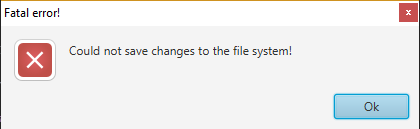 Fatal error!
Could not save changes to the file system!
Ok